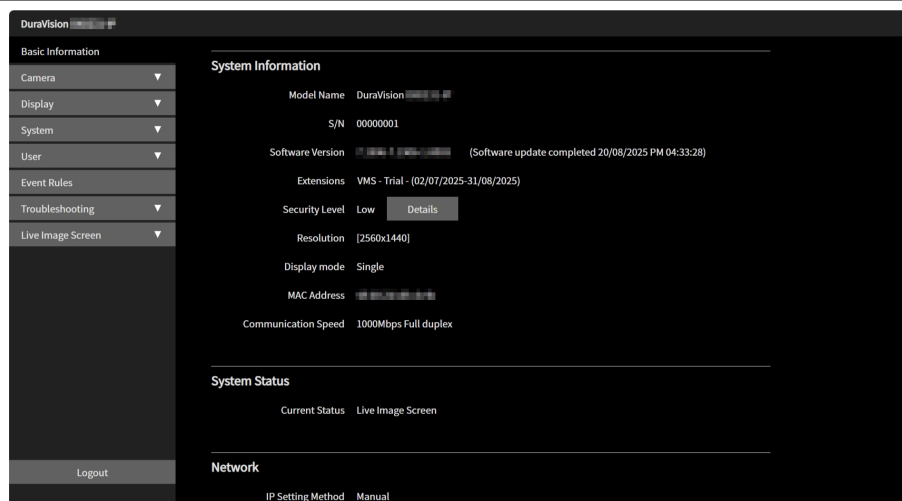 DuraVision
Basic Information
Camera
Display
System
User
Event Rules
Troubleshooting
Live Image Screen
Logout
System Information
Model Name DuraVision
S/N 00000001
Software Version (Software update completed 20/08/2025 PM 04:33:28)
Extensions VMS - Trial - (02/07/2025-31/08/2025)
Security Level Low Details
Resolution [2560x1440]
Display mode Single
MAC Address
Communication Speed 1000Mbps Full duplex
System Status
Current Status Live Image Screen
Network
IP Setting Method Manual